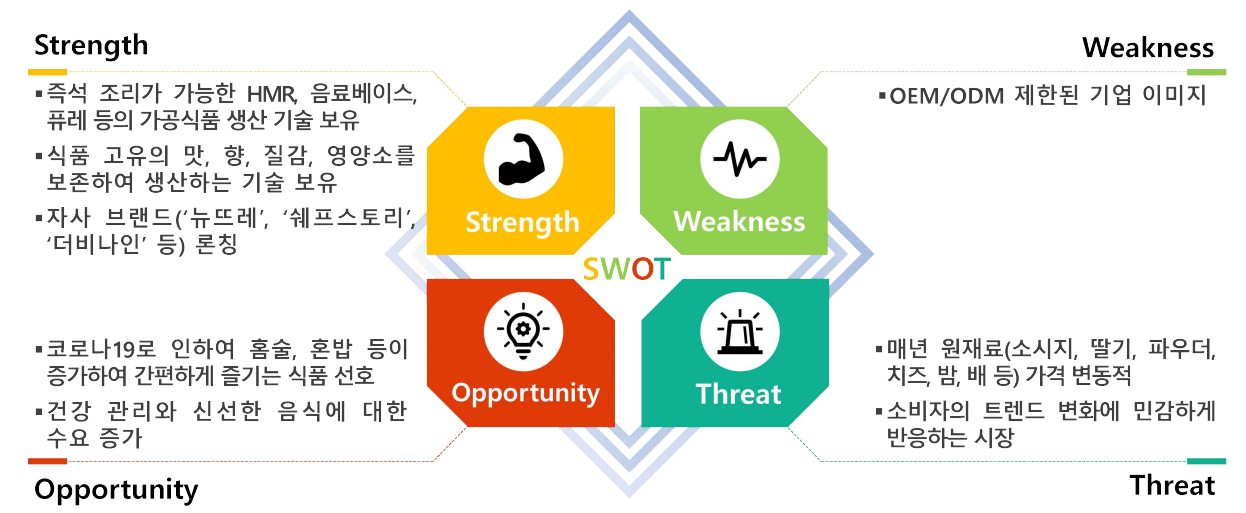 Strength
▪즉석 조리가 가능한 HMR, 음료베이스,
퓨레 등의 가공식품 생산 기술 보유
▪식품 고유의 맛, 향, 질감, 영양소를
보존하여 생산하는 기술 보유
▪자사 브랜드(‘뉴뜨레’, ‘쉐프스토리’,
‘더비나인’ 등) 론칭
Weakness
▪OEM/ODM 제한된 기업 이미지
Strength
Weakness
SWOT
Opportunity
Threat
▪코로나19로 인하여 홈술, 혼밥 등이
증가하여 간편하게 즐기는 식품 선호
▪건강 관리와 신선한 음식에 대한
수요 증가
Opportunity
▪매년 원재료(소시지, 딸기, 파우더,
치즈, 밤, 배 등) 가격 변동적
▪소비자의 트렌드 변화에 민감하게
반응하는 시장
Threat